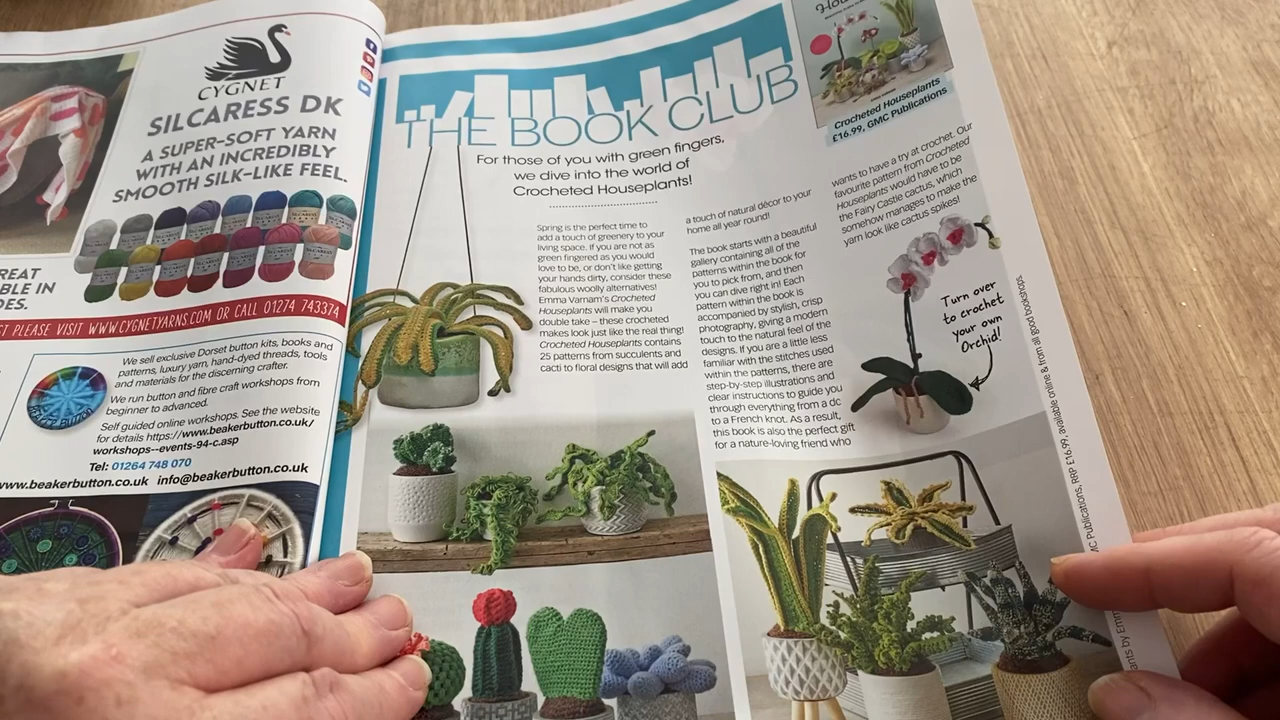 CYGNET
SILCARESS DK
A SUPER-SOFT YARN
WITH AN INCREDIBLY
SMOOTH SILK-LIKE FEEL.
BLE IN
DES.
PLEASE VISIT WWW.CYGNETYARNS.COM OR CALL 01274 743374
We sell exclusive Dorset button kits, books and
patterns, luxury yarn, hand-dyed threads, tools
and materials for the discerning crafter.
We run button and fibre craft workshops from
beginner to advanced.
Self guided online workshops. See the website
for details https://www.beakerbutton.co.uk/
workshops--events-94-c.asp
Tel: 01264 748 070
www.beakerbutton.co.uk info@beakerbutton.co.uk
THE BOOK CLUB
For those of you with green fingers,
we dive into the world of
Crocheted Houseplants!
Spring is the perfect time to
add a touch of greenery to your
living space. If you are not as
green fingered as you would
love to be, or don't like getting
your hands dirty, consider these
fabulous woolly alternatives!
Emma Varnam's Crocheted
Houseplants will make you
double take – these crocheted
makes look just like the real thing!
Crocheted Houseplants contains
25 patterns from succulents and
cacti to floral designs that will add
a touch of natural décor to your
home all year round!
The book starts with a beautiful
gallery containing all of the
patterns within the book for
you to pick from, and then
you can dive right in! Each
pattern within the book is
accompanied by stylish, crisp
photography, giving a modern
touch to the natural feel of the
designs. If you are a little less
familiar with the stitches used
within the patterns, there are
step-by-step illustrations and
clear instructions to guide you
through everything from a dc
to a French knot. As a result,
this book is also the perfect gift
for a nature-loving friend who
Crocheted Houseplants
£16.99, GMC Publications
wants to have a try at crochet. Our
favourite pattern from Crocheted
Houseplants would have to be
the Fairy Castle cactus, which
somehow manages to make the
yarn look like cactus spikes!
Turn over
to crochet
your own
Orchid!
ants by Emm
MC Publications, RRP £16.99, available online & from all good bookshops.